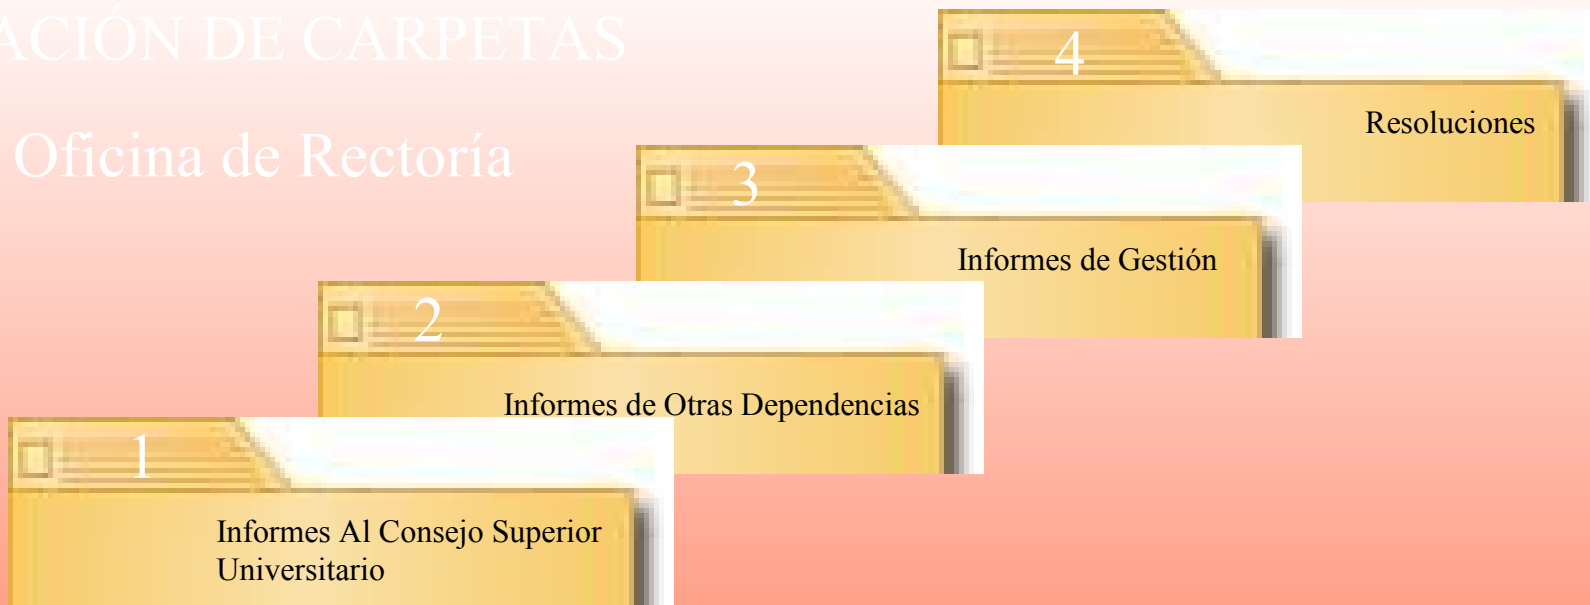 ACIÓN DE CARPETAS
Oficina de Rectoría
4
Resoluciones
3
Informes de Gestión
2
Informes de Otras Dependencias
1
Informes Al Consejo Superior
Universitario